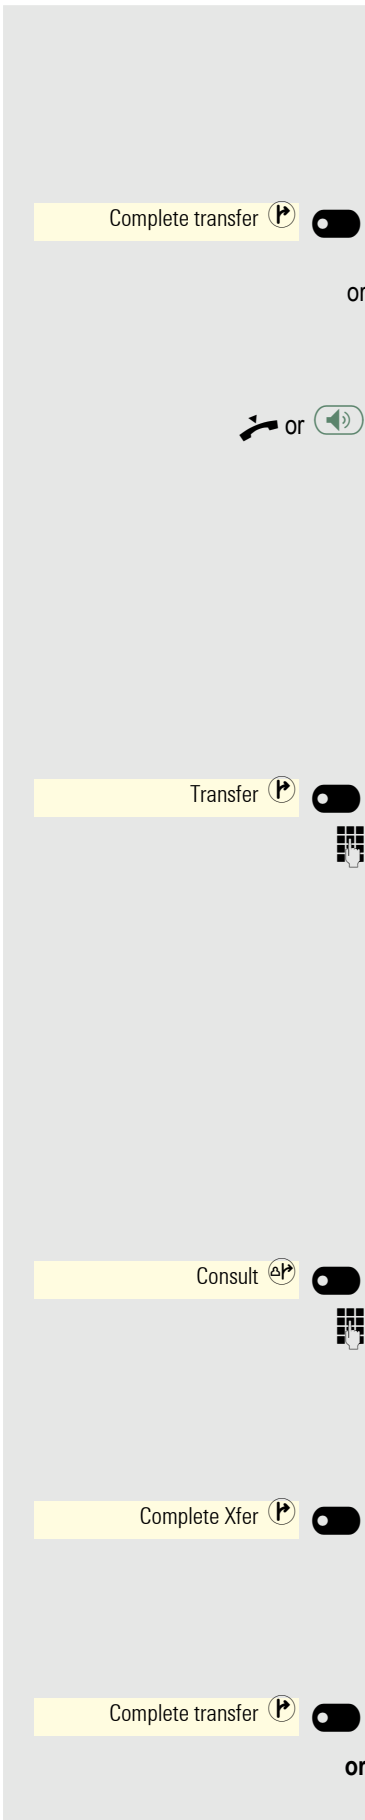 Complete transfer
or
or
Transfer
Consult
Complete Xfer
Complete transfer
or